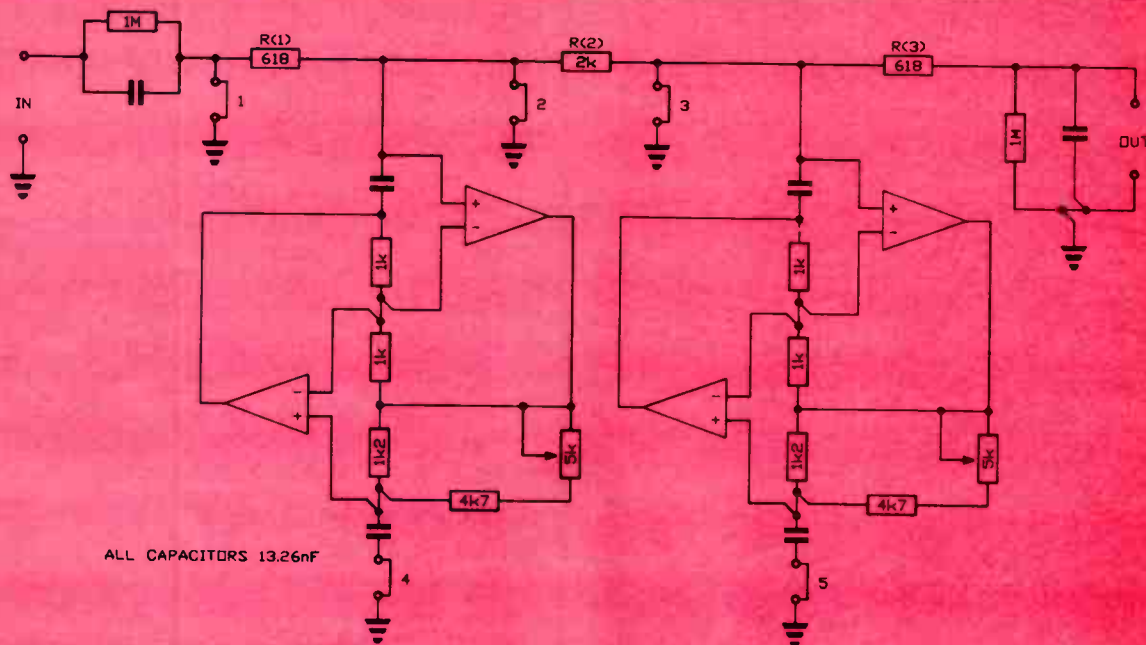 1M
R(1)
618
R(2)
2k
R(3)
618
IN
1
2
3
1M
OUT
+
-
+
-
1k
1k
1k
1k
-
+
-
+
1k2
5k
1k2
5k
4k7
4k7
ALL CAPACITORS 13.26nF
4
5